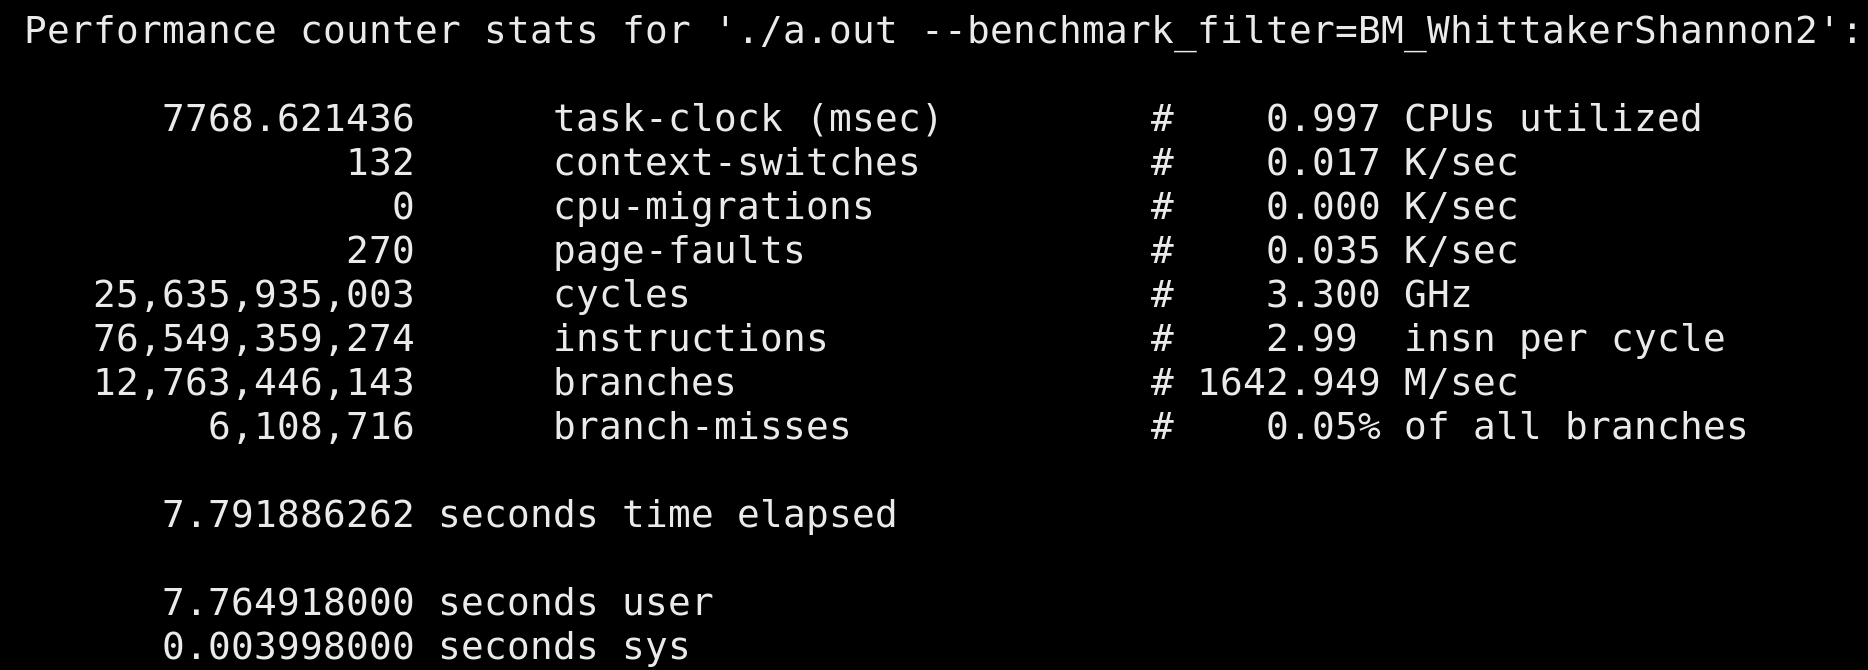 Performance counter stats for './a.out --benchmark_filter=BM_WhittakerShannon2':
7768.621436 task-clock (msec) # 0.997 CPUs utilized
132 context-switches # 0.017 K/sec
0 cpu-migrations # 0.000 K/sec
270 page-faults # 0.035 K/sec
25,635,935,003 cycles # 3.300 GHz
76,549,359,274 instructions # 2.99 insn per cycle
12,763,446,143 branches # 1642.949 M/sec
6,108,716 branch-misses # 0.05% of all branches
7.791886262 seconds time elapsed
7.764918000 seconds user
0.003998000 seconds sys